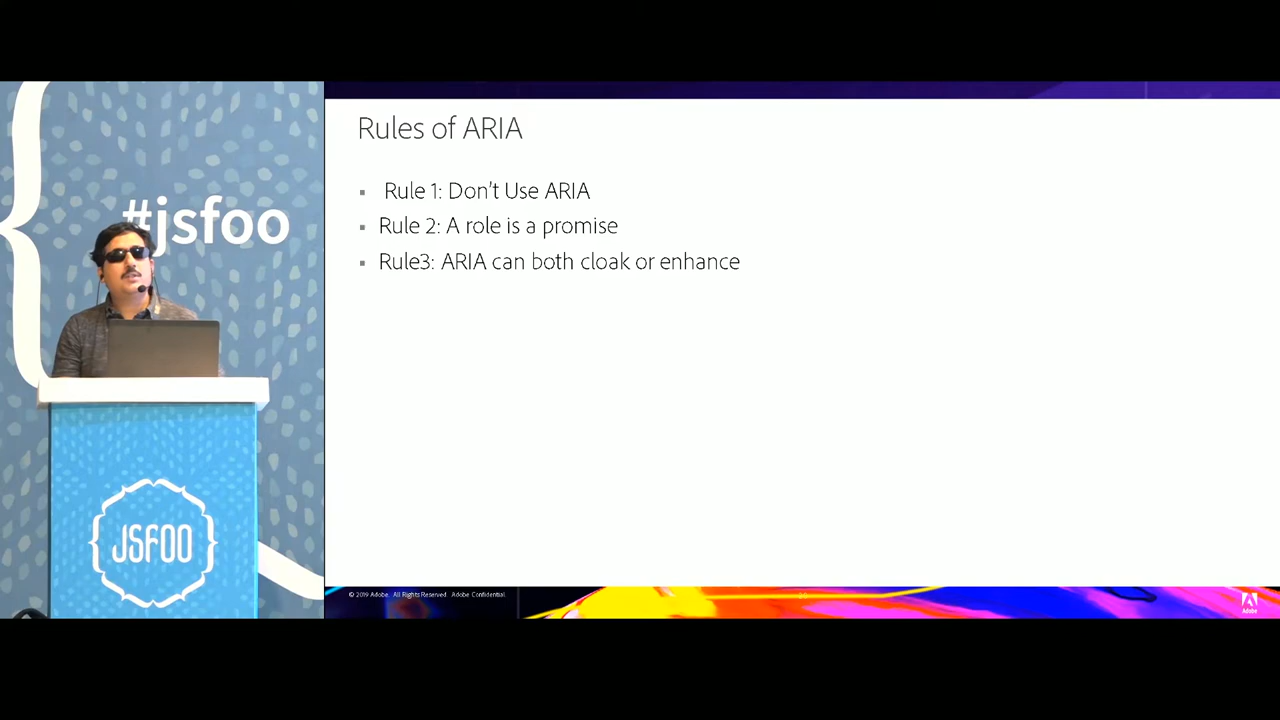 #jsfoo
JSFOO
Rules of ARIA
▪ Rule 1: Don't Use ARIA
▪ Rule 2: A role is a promise
▪ Rule3: ARIA can both cloak or enhance
© 2019 Adobe. All Rights Reserved. Adobe Confidential.
Adobe